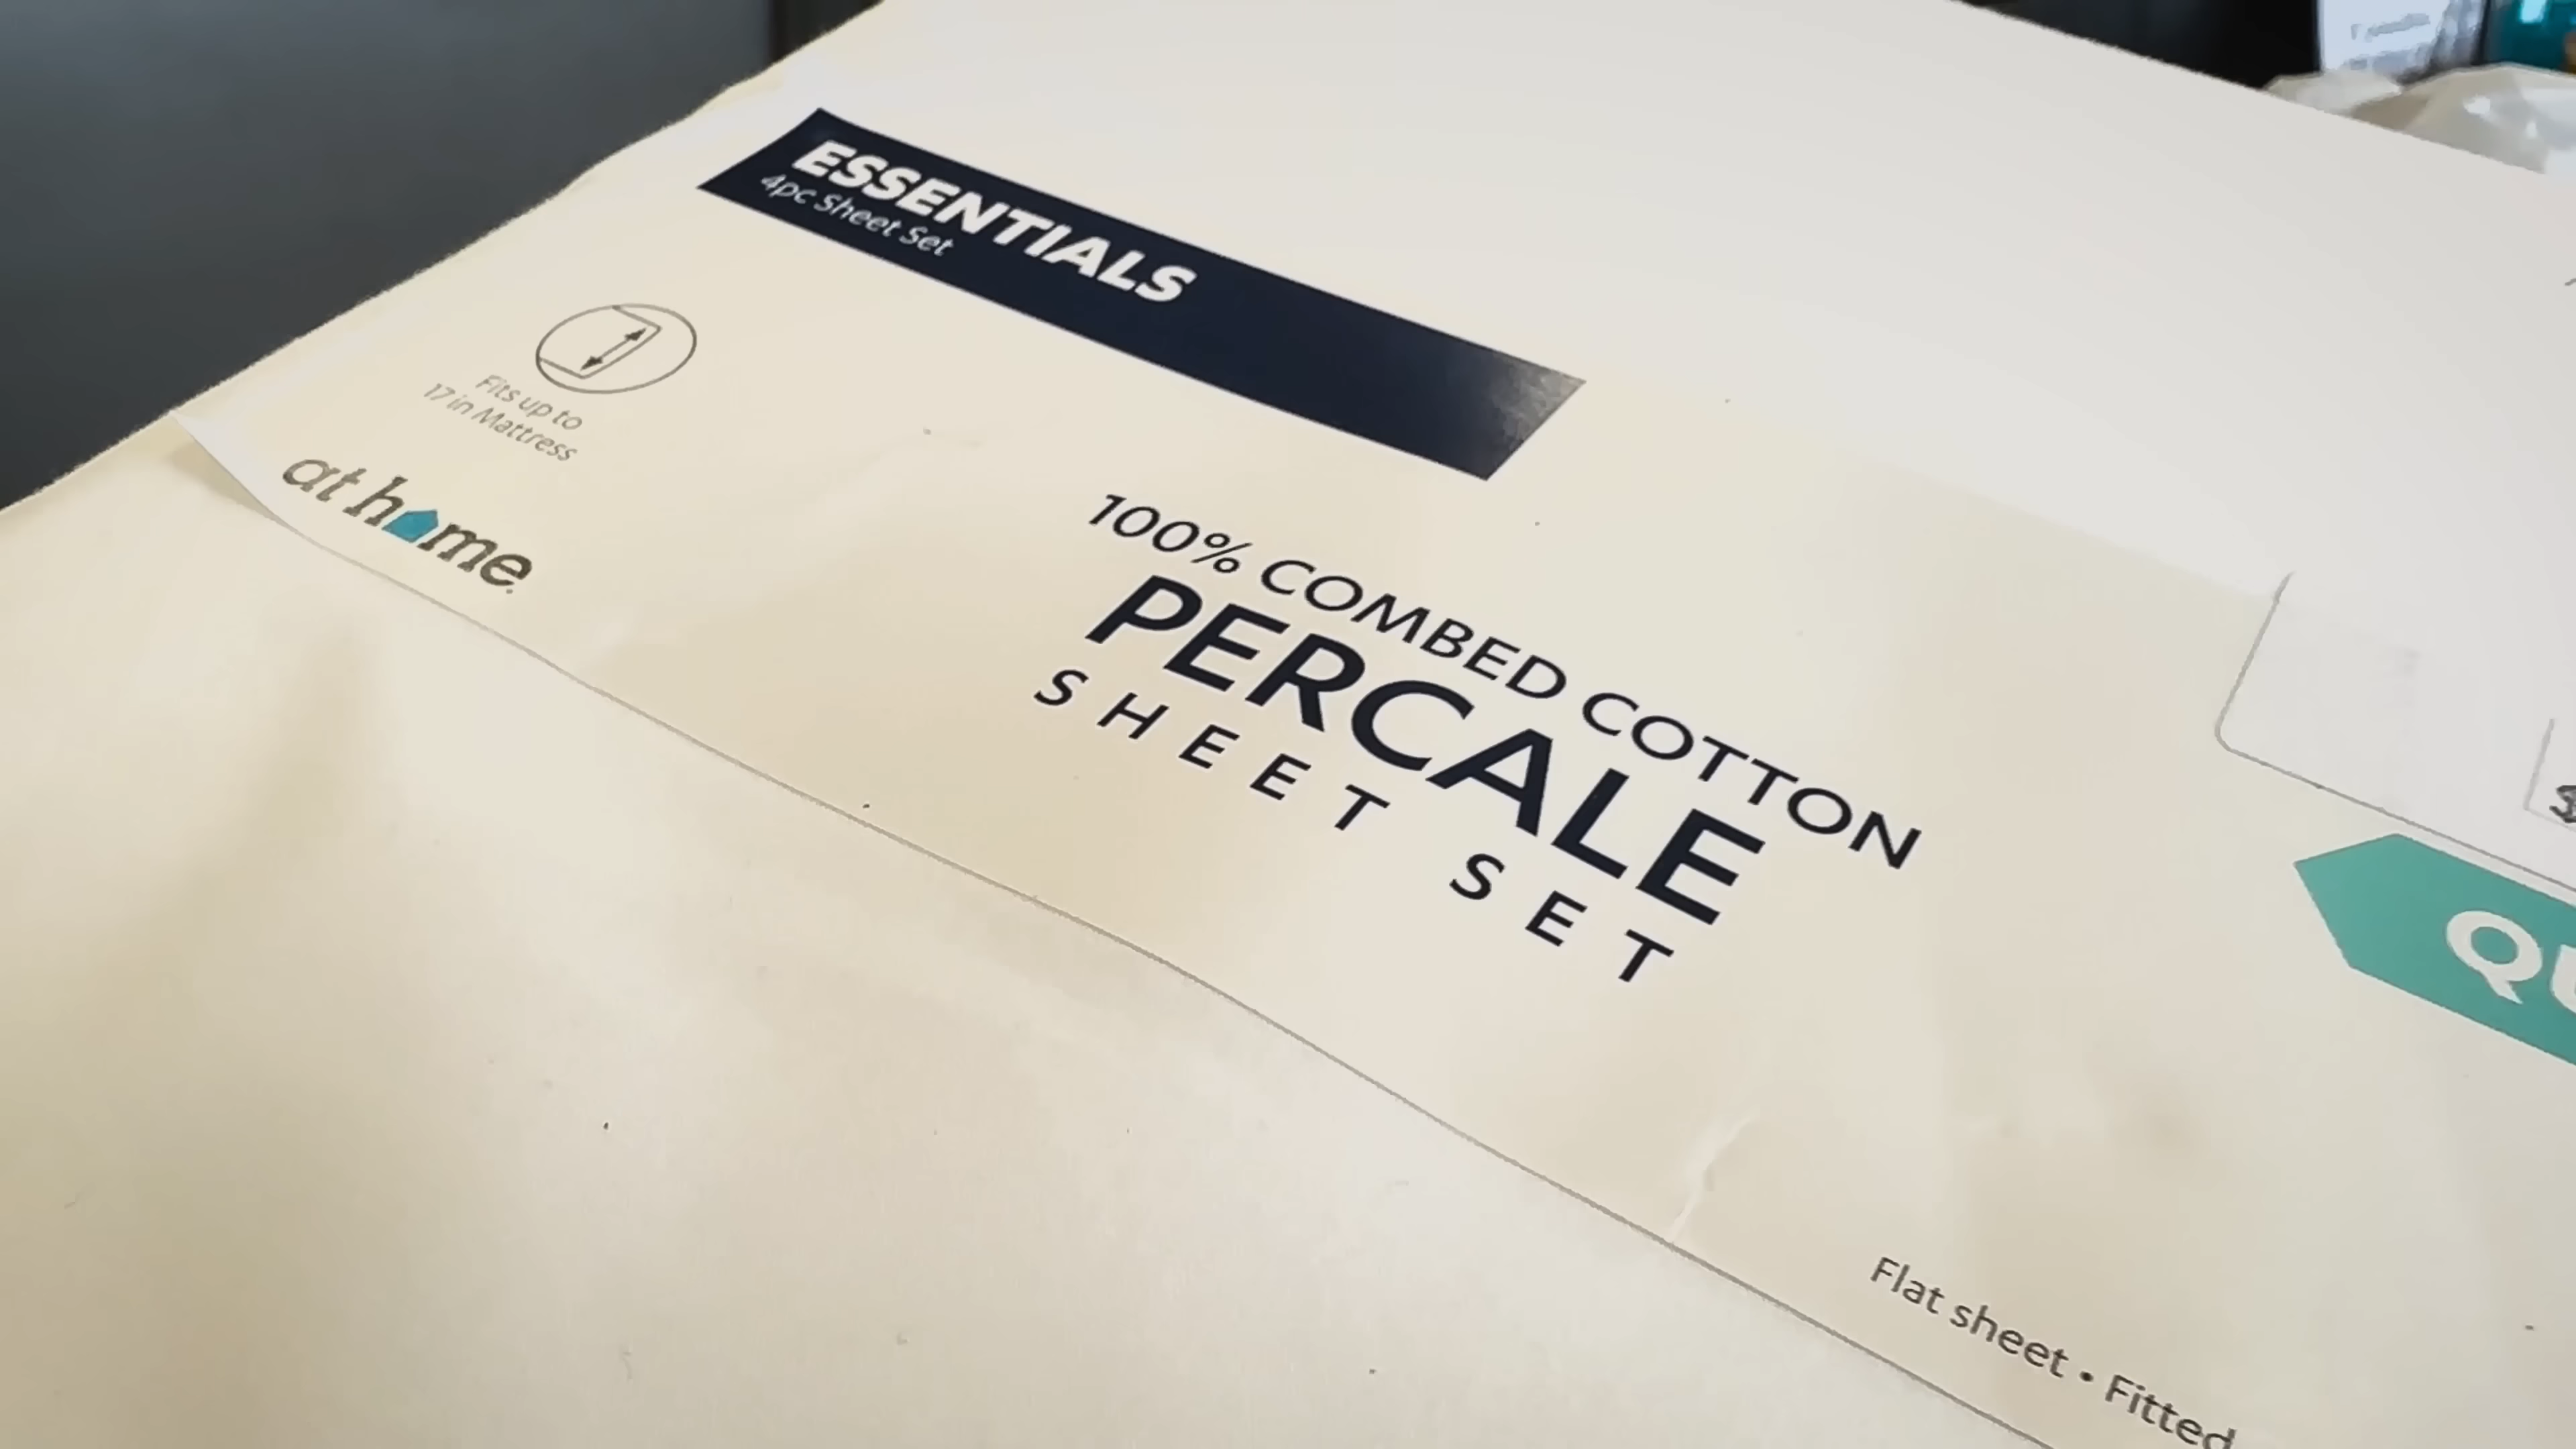 ESSENTIALS
4pc Sheet Set
Fits up to
17 in Mattress
at home
100% COMBED COTTON
PERCALE
SHEET SET
$
QU
Flat sheet • Fitted